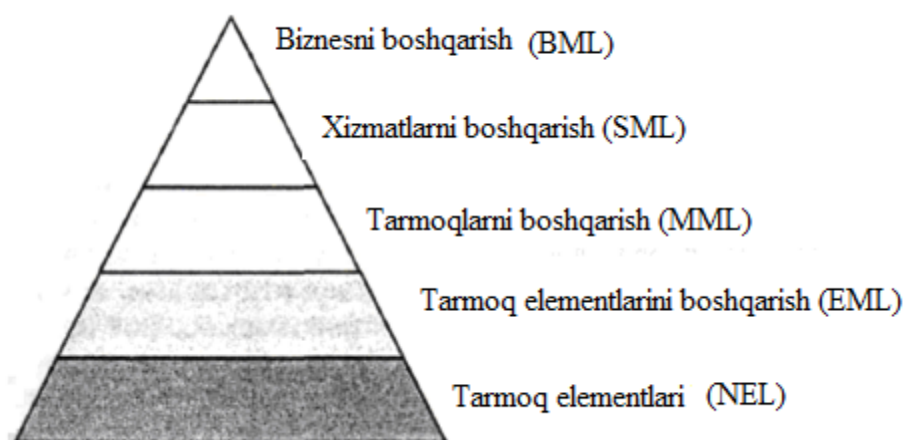 Biznesni boshqarish (BML)
Xizmatlarni boshqarish (SML)
Tarmoqlarni boshqarish (MML)
Tarmoq elementlarini boshqarish (EML)
Tarmoq elementlari (NEL)